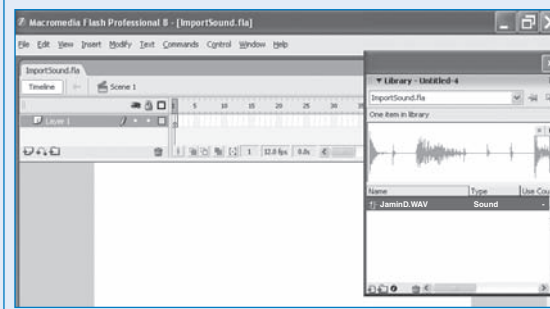 Macromedia Flash Professional 8 - [ImportSound.fla]
File Edit View Insert Modify Text Commands Control Window Help
ImportSound.fla
Timeline Scene 1
5 10 15 20 25 30
Layer 1
1 12.0 fps 0.0s
Library - Untitled-4
ImportSound.fla
One item in library
Name Type Use Cou
JaminD.WAV Sound -